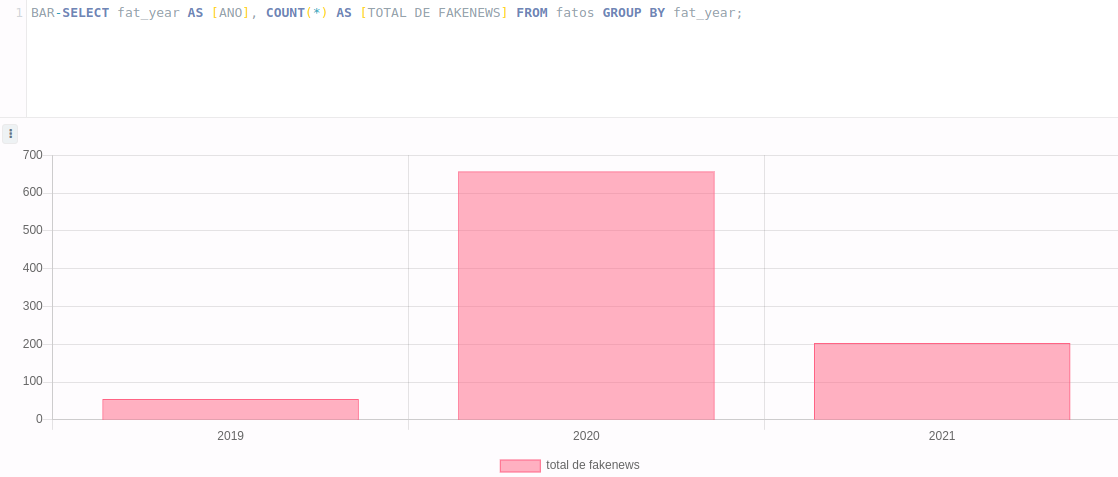 1 BAR-SELECT fat_year AS [ANO], COUNT(*) AS [TOTAL DE FAKENEWS] FROM fatos GROUP BY fat_year;
700
600
500
400
300
200
100
0
2019 2020 2021
total de fakenews